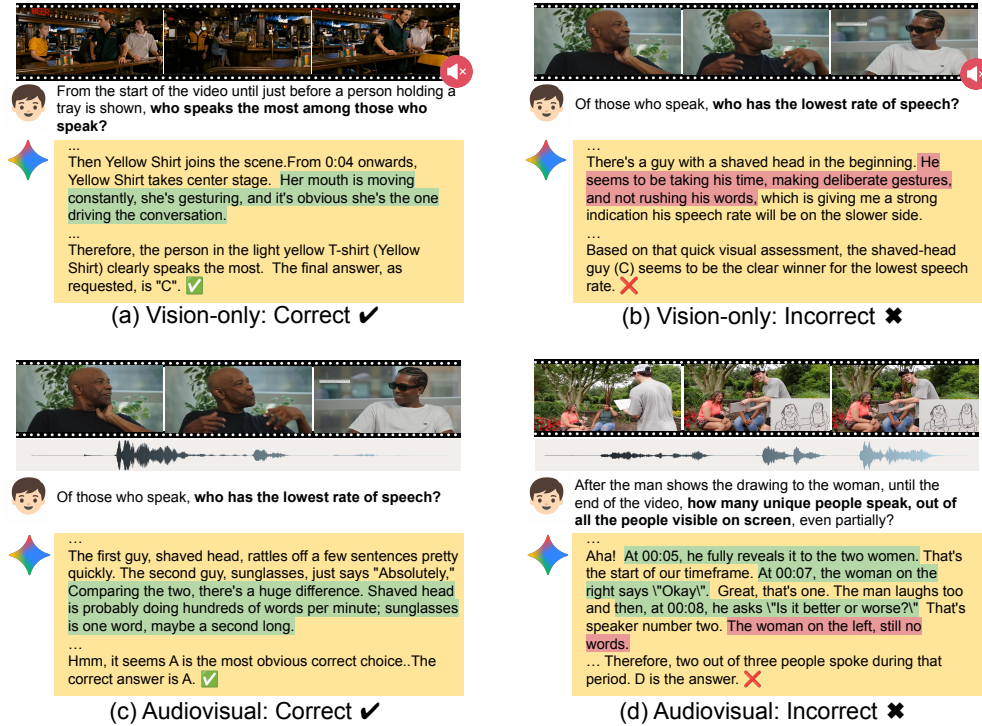 From the start of the video until just before a person holding a
tray is shown, who speaks the most among those who
speak?
...
Then Yellow Shirt joins the scene.From 0:04 onwards,
Yellow Shirt takes center stage.  Her mouth is moving
constantly, she's gesturing, and it's obvious she's the one
driving the conversation.
...
Therefore, the person in the light yellow T-shirt (Yellow
Shirt) clearly speaks the most.  The final answer, as
requested, is "C". ✅
(a) Vision-only: Correct ✔
Of those who speak, who has the lowest rate of speech?
…
There's a guy with a shaved head in the beginning. He
seems to be taking his time, making deliberate gestures,
and not rushing his words, which is giving me a strong
indication his speech rate will be on the slower side.
…
Based on that quick visual assessment, the shaved-head
guy (C) seems to be the clear winner for the lowest speech
rate. ❌
(b) Vision-only: Incorrect ✖
Of those who speak, who has the lowest rate of speech?
…
The first guy, shaved head, rattles off a few sentences pretty
quickly. The second guy, sunglasses, just says "Absolutely,"
Comparing the two, there's a huge difference. Shaved head
is probably doing hundreds of words per minute; sunglasses
is one word, maybe a second long.
…
Hmm, it seems A is the most obvious correct choice..The
correct answer is A. ✅
(c) Audiovisual: Correct ✔
After the man shows the drawing to the woman, until the
end of the video, how many unique people speak, out of
all the people visible on screen, even partially?
…
Aha!  At 00:05, he fully reveals it to the two women. That's
the start of our timeframe. At 00:07, the woman on the
right says \"Okay\".  Great, that's one. The man laughs too
and then, at 00:08, he asks \"Is it better or worse?\"  That's
speaker number two. The woman on the left, still no
words.
… Therefore, two out of three people spoke during that
period. D is the answer. ❌
(d) Audiovisual: Incorrect ✖